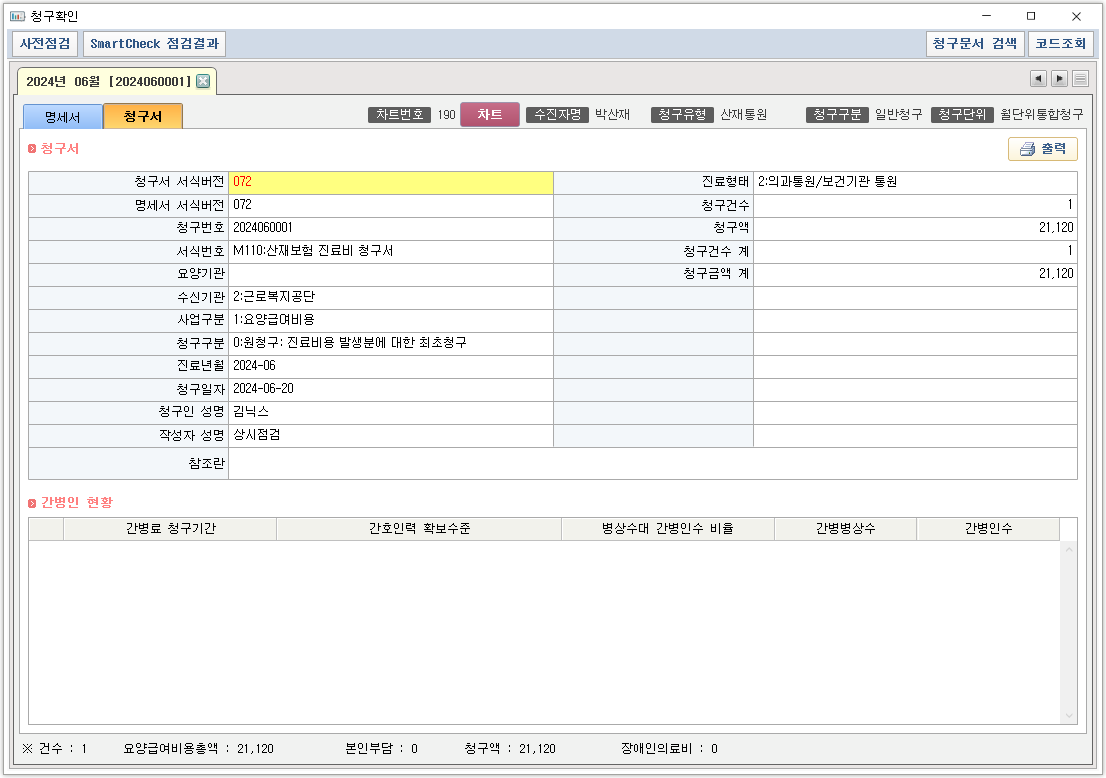 청구확인
사전점검 SmartCheck 점검결과 청구문서 검색 코드조회
2024년 06월 [2024060001]
명세서 청구서 차트번호 190 차트 수진자명 박산재 청구유형 산재통원 청구구분 일반청구 청구단위 월단위통합청구
청구서 출력
청구서 서식버전 072 진료형태 2:의과통원/보건기관 통원
명세서 서식버전 072 청구건수 1
청구번호 2024060001 청구액 21,120
서식번호 M110:산재보험 진료비 청구서 청구건수 계 1
요양기관 청구금액 계 21,120
수신기관 2:근로복지공단
사업구분 1:요양급여비용
청구구분 0:원청구: 진료비용 발생분에 대한 최초청구
진료년월 2024-06
청구일자 2024-06-20
청구인 성명 김닉스
작성자 성명 상시점검
참조란
간병인 현황
간병료 청구기간 간호인력 확보수준 병상수대 간병인수 비율 간병병상수 간병인수
※ 건수 : 1 요양급여비용총액 : 21,120 본인부담 : 0 청구액 : 21,120 장애인의료비 : 0